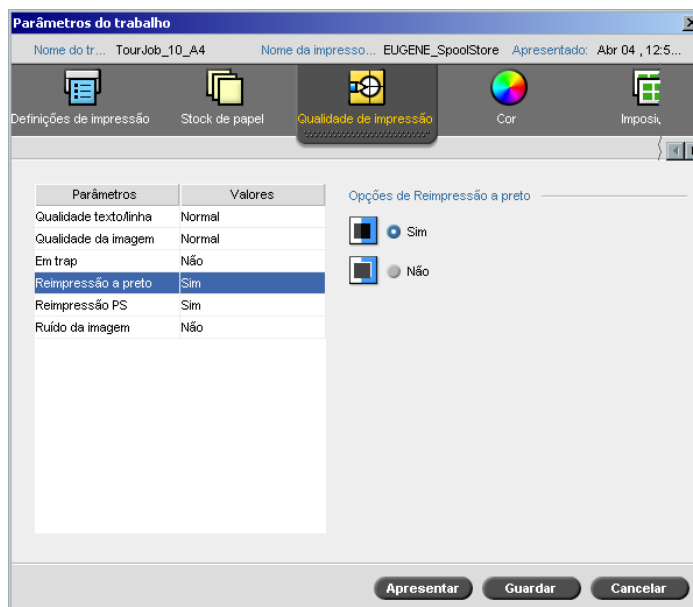 Parâmetros do trabalho
Nome do tr... TourJob_10_A4 Nome da impresso... EUGENE_SpoolStore Apresentado: Abr 04 , 12:5...
Definições de impressão Stock de papel Qualidade de impressão Cor Imposiç
Parâmetros Valores Opções de Reimpressão a preto
Qualidade texto/linha Normal
Sim
Qualidade da imagem Normal
Em trap Não
Não
Reimpressão a preto Sim
Reimpressão PS Sim
Ruído da imagem Não
Apresentar Guardar Cancelar